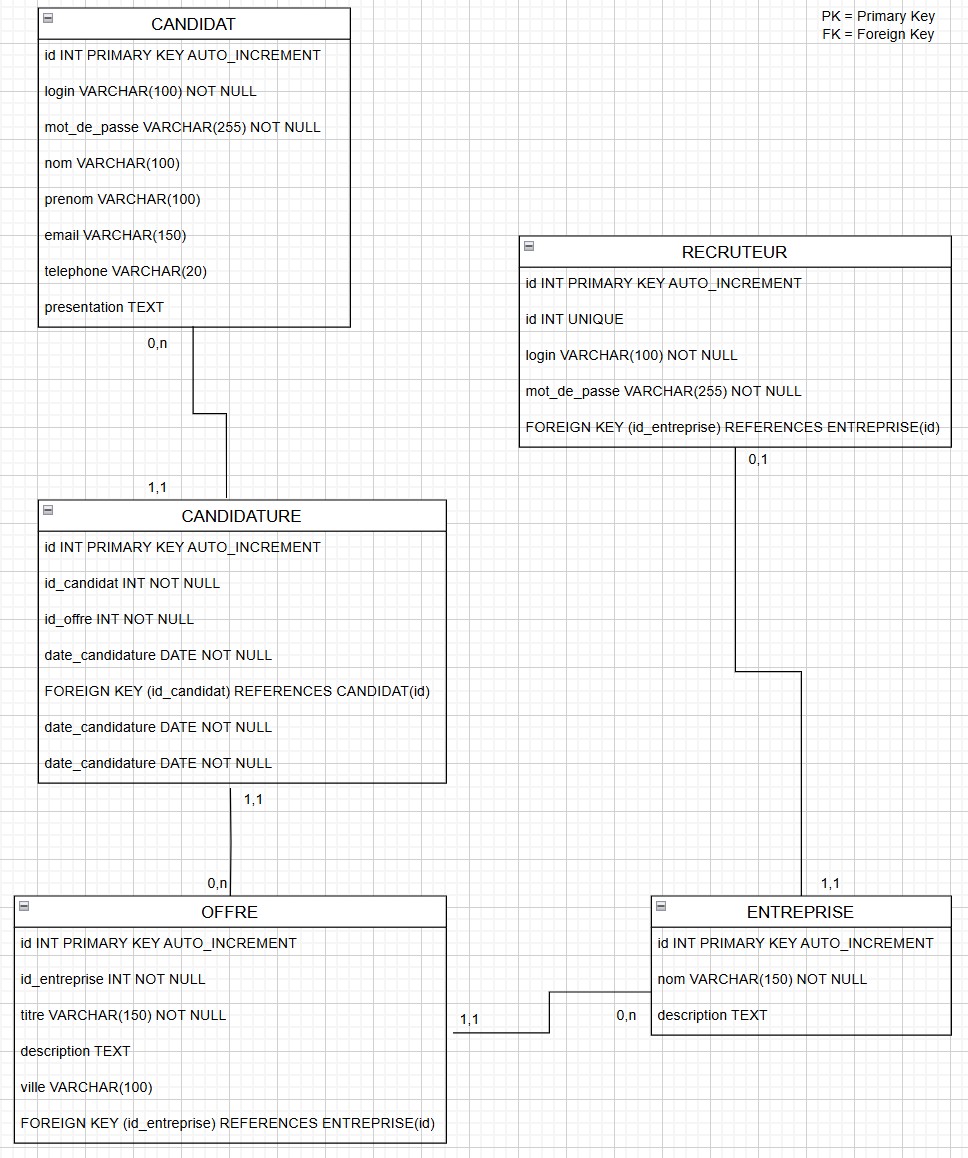 PK = Primary Key
FK = Foreign Key
CANDIDAT
id INT PRIMARY KEY AUTO_INCREMENT
login VARCHAR(100) NOT NULL
mot_de_passe VARCHAR(255) NOT NULL
nom VARCHAR(100)
prenom VARCHAR(100)
email VARCHAR(150)
telephone VARCHAR(20)
presentation TEXT
0,n
1,1
RECRUTEUR
id INT PRIMARY KEY AUTO_INCREMENT
id INT UNIQUE
login VARCHAR(100) NOT NULL
mot_de_passe VARCHAR(255) NOT NULL
FOREIGN KEY (id_entreprise) REFERENCES ENTREPRISE(id)
0,1
1,1
CANDIDATURE
id INT PRIMARY KEY AUTO_INCREMENT
id_candidat INT NOT NULL
id_offre INT NOT NULL
date_candidature DATE NOT NULL
FOREIGN KEY (id_candidat) REFERENCES CANDIDAT(id)
date_candidature DATE NOT NULL
date_candidature DATE NOT NULL
1,1
0,n
OFFRE
id INT PRIMARY KEY AUTO_INCREMENT
id_entreprise INT NOT NULL
titre VARCHAR(150) NOT NULL
description TEXT
ville VARCHAR(100)
FOREIGN KEY (id_entreprise) REFERENCES ENTREPRISE(id)
1,1
0,n
ENTREPRISE
id INT PRIMARY KEY AUTO_INCREMENT
nom VARCHAR(150) NOT NULL
description TEXT